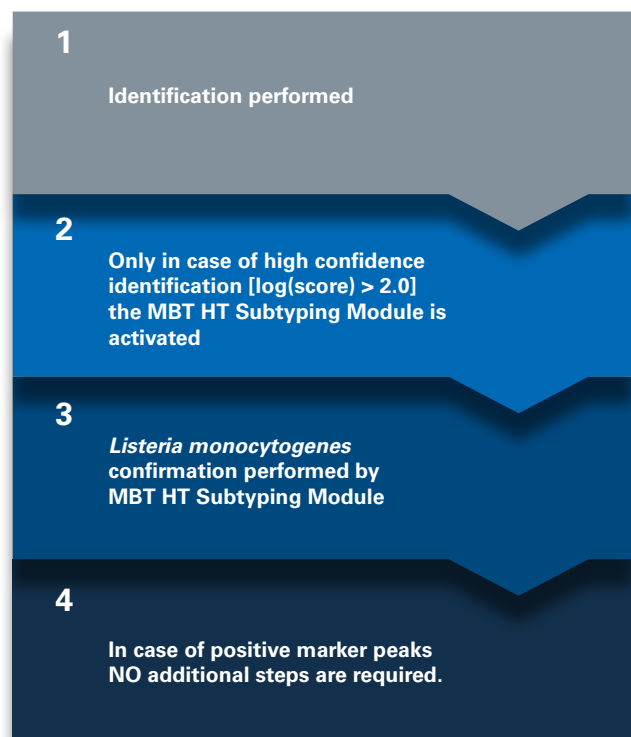 1
Identification performed
2
Only in case of high confidence
identification [log(score) > 2.0]
the MBT HT Subtyping Module is
activated
3
Listeria monocytogenes
confirmation performed by
MBT HT Subtyping Module
4
In case of positive marker peaks
NO additional steps are required.